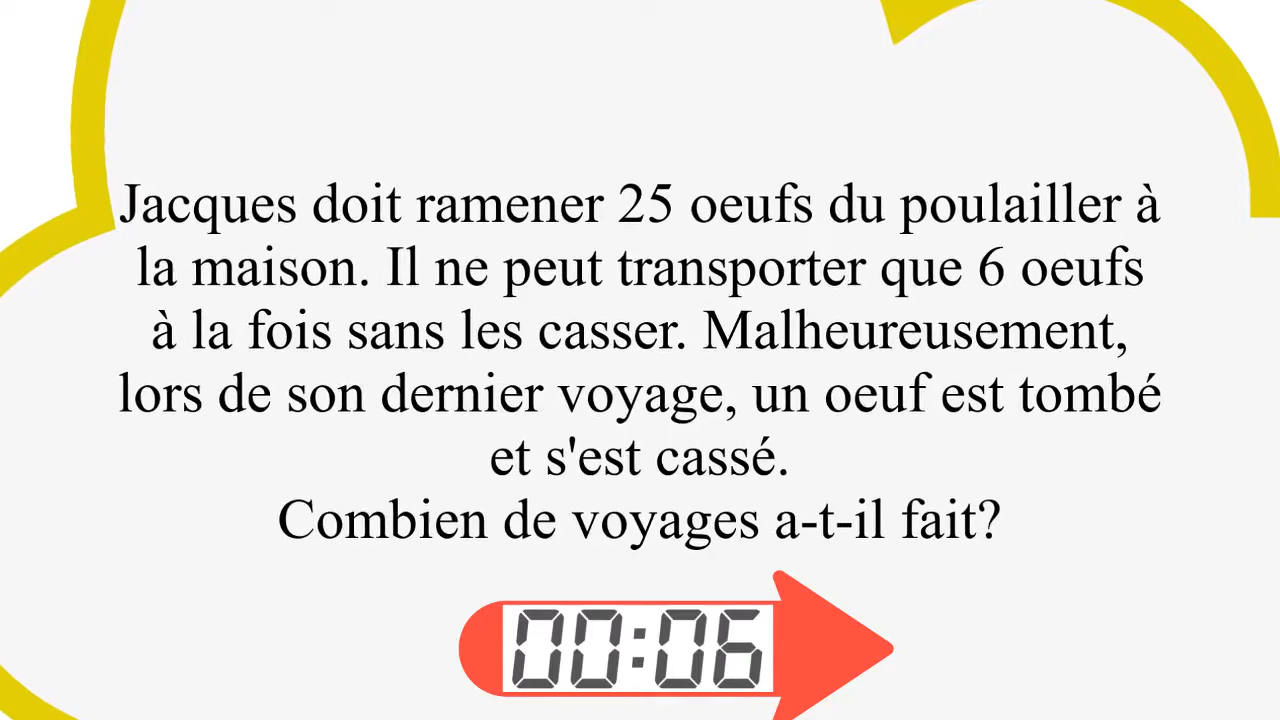 Jacques doit ramener 25 oeufs du poulailler à
la maison. Il ne peut transporter que 6 oeufs
à la fois sans les casser. Malheureusement,
lors de son dernier voyage, un oeuf est tombé
et s'est cassé.
Combien de voyages a-t-il fait?
00:06